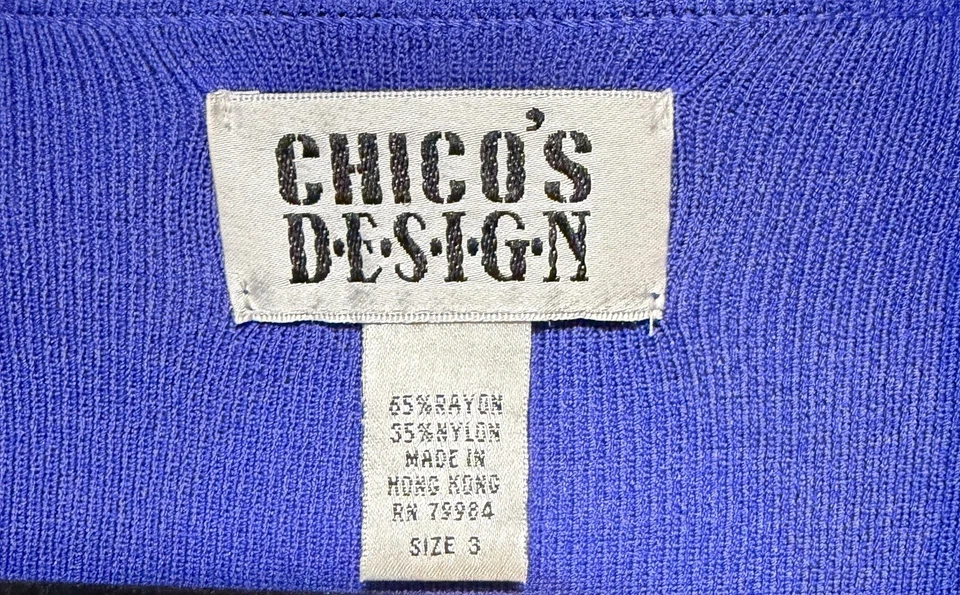 CHICO'S
D·E·S·I·G·N
65%RAYON
35%NYLON
MADE IN
HONG KONG
RN 79984
SIZE 3